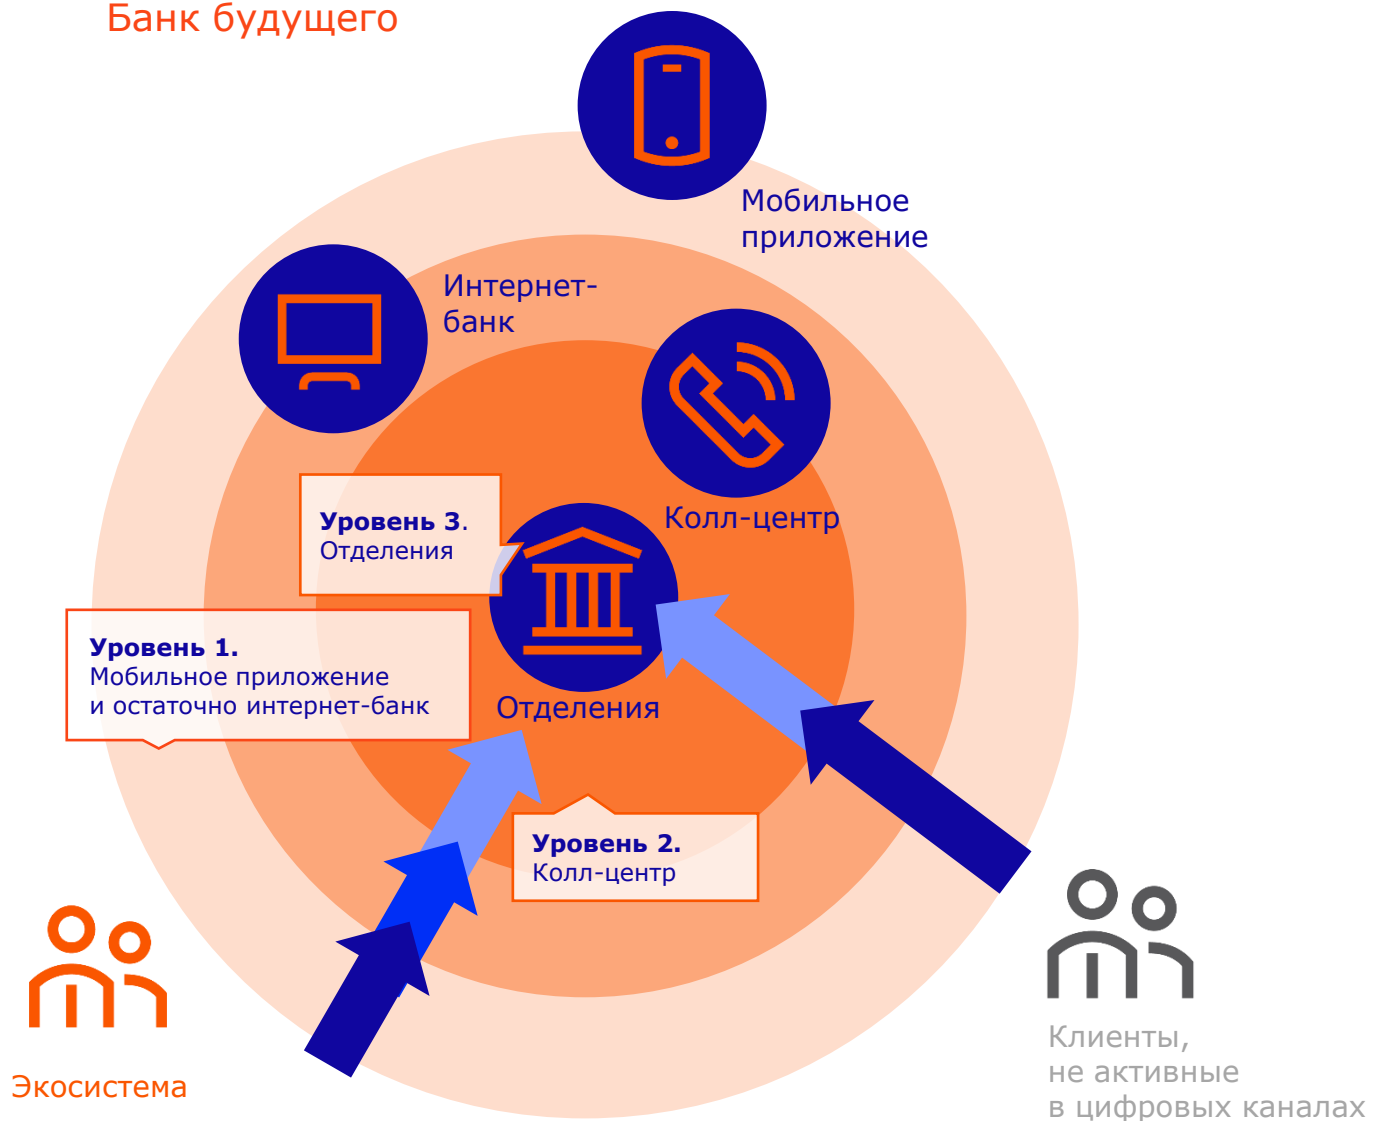 Банк будущего
Мобильное
приложение
Интернет-
банк
Колл-центр
Уровень 3.
Отделения
Уровень 1.
Мобильное приложение
и остаточно интернет-банк
Отделения
Уровень 2.
Колл-центр
Экосистема
Клиенты,
не активные
в цифровых каналах